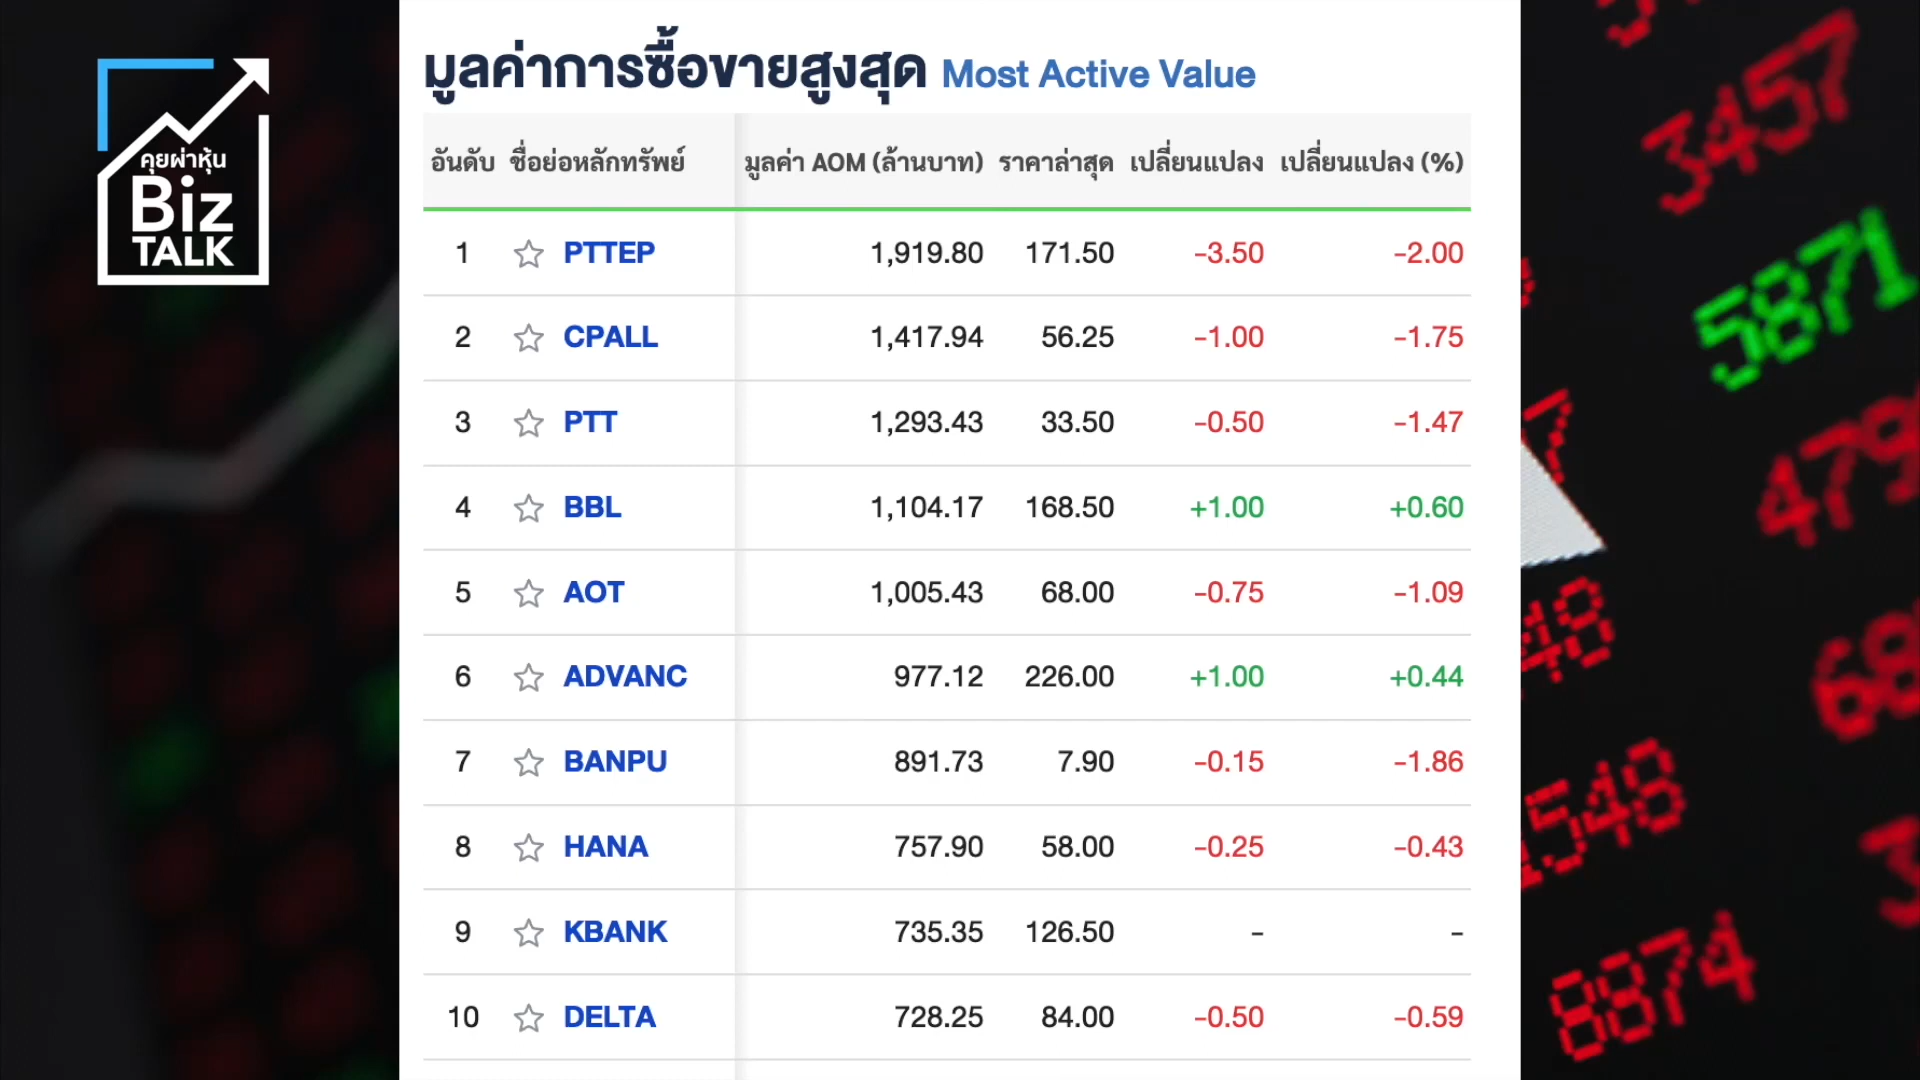 คุยผ่าหุ้น
Biz
TALK
มูลค่าการซื้อขายสูงสุด Most Active Value
อันดับ ชื่อย่อหลักทรัพย์ มูลค่า AOM (ล้านบาท) ราคาล่าสุด เปลี่ยนแปลง เปลี่ยนแปลง (%)
1 PTTEP 1,919.80 171.50 -3.50 -2.00
2 CPALL 1,417.94 56.25 -1.00 -1.75
3 PTT 1,293.43 33.50 -0.50 -1.47
4 BBL 1,104.17 168.50 +1.00 +0.60
5 AOT 1,005.43 68.00 -0.75 -1.09
6 ADVANC 977.12 226.00 +1.00 +0.44
7 BANPU 891.73 7.90 -0.15 -1.86
8 HANA 757.90 58.00 -0.25 -0.43
9 KBANK 735.35 126.50 - -
10 DELTA 728.25 84.00 -0.50 -0.59
3457
5871
8874